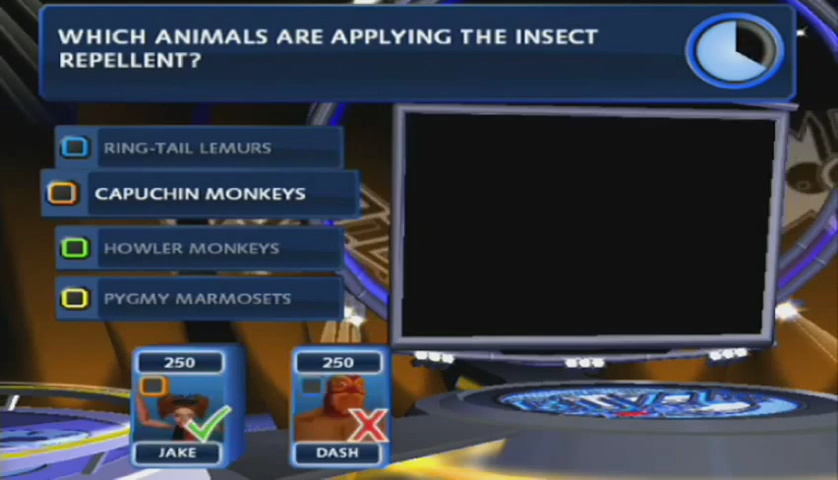 WHICH ANIMALS ARE APPLYING THE INSECT
REPELLENT?
RING-TAIL LEMURS
CAPUCHIN MONKEYS
HOWLER MONKEYS
PYGMY MARMOSETS
250
250
JAKE
DASH